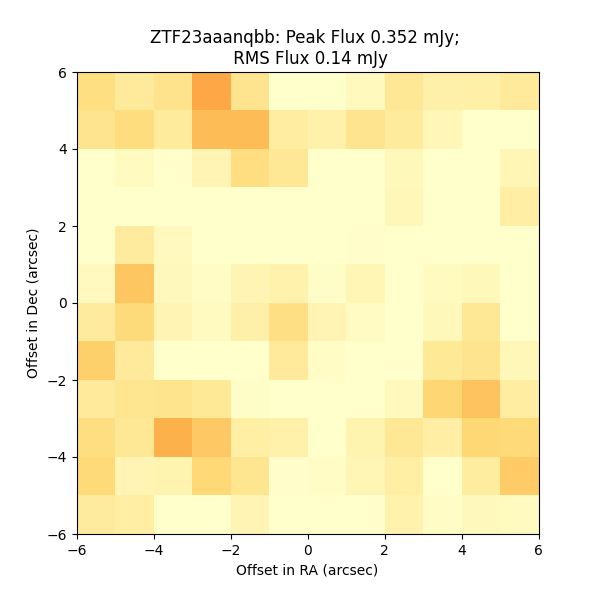 ZTF23aaanqbb: Peak Flux 0.352 mJy;
RMS Flux 0.14 mJy
6
4
2
0
−2
−4
−6
Offset in Dec (arcsec)
−6 −4 −2 0 2 4 6
Offset in RA (arcsec)